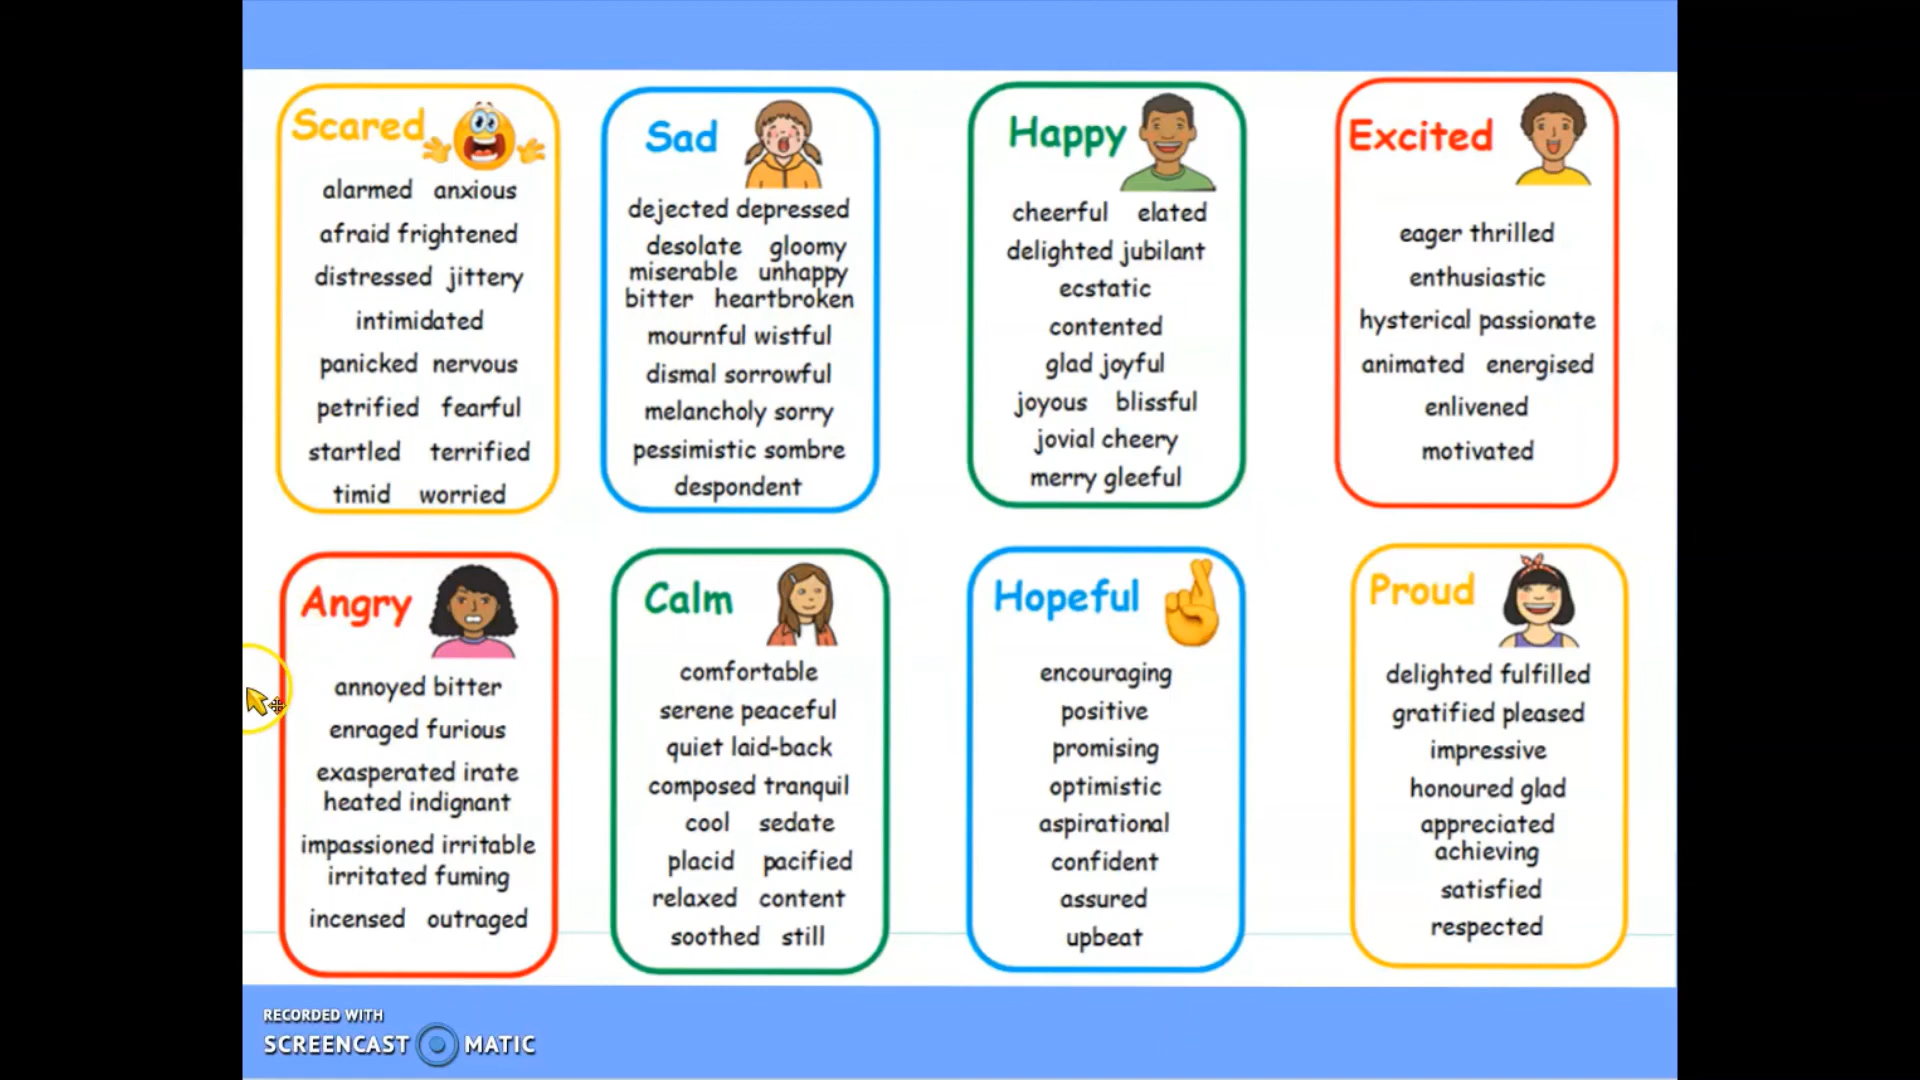 Scared
alarmed anxious
afraid frightened
distressed jittery
intimidated
panicked nervous
petrified fearful
startled terrified
timid worried
Sad
dejected depressed
desolate gloomy
miserable unhappy
bitter heartbroken
mournful wistful
dismal sorrowful
melancholy sorry
pessimistic sombre
despondent
Happy
cheerful elated
delighted jubilant
ecstatic
contented
glad joyful
joyous blissful
jovial cheery
merry gleeful
Excited
eager thrilled
enthusiastic
hysterical passionate
animated energised
enlivened
motivated
Angry
annoyed bitter
enraged furious
exasperated irate
heated indignant
impassioned irritable
irritated fuming
incensed outraged
Calm
comfortable
serene peaceful
quiet laid-back
composed tranquil
cool sedate
placid pacified
relaxed content
soothed still
Hopeful
encouraging
positive
promising
optimistic
aspirational
confident
assured
upbeat
Proud
delighted fulfilled
gratified pleased
impressive
honoured glad
appreciated
achieving
satisfied
respected
RECORDED WITH
SCREENCAST MATIC